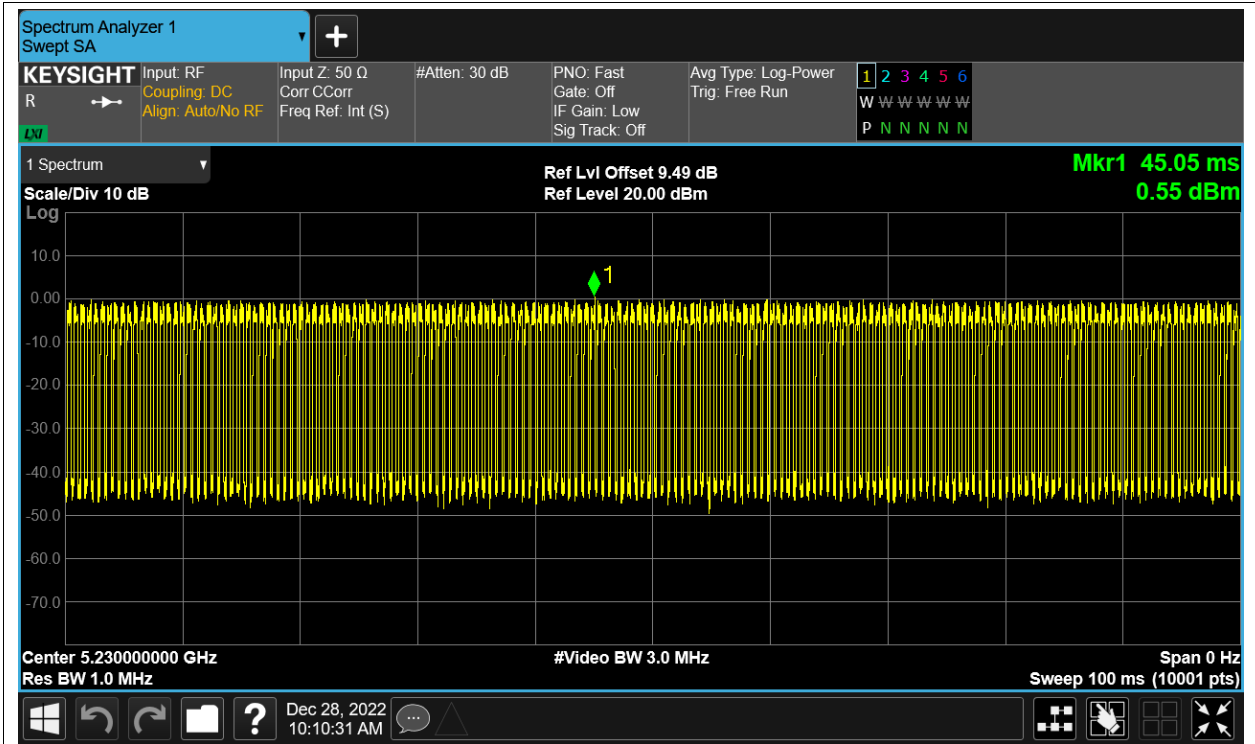 Spectrum Analyzer 1
Swept SA
KEYSIGHT
R
LXI
Input: RF
Coupling: DC
Align: Auto/No RF
Input Z: 50 Ω
Corr CCorr
Freq Ref: Int (S)
#Atten: 30 dB
PNO: Fast
Gate: Off
IF Gain: Low
Sig Track: Off
Avg Type: Log-Power
Trig: Free Run
1 2 3 4 5 6
W W W W W W
P N N N N N
1 Spectrum
Scale/Div 10 dB
Ref Lvl Offset 9.49 dB
Ref Level 20.00 dBm
Mkr1 45.05 ms
0.55 dBm
Log
1
10.0
0.00
-10.0
-20.0
-30.0
-40.0
-50.0
-60.0
-70.0
Center 5.230000000 GHz
#Video BW 3.0 MHz
Span 0 Hz
Res BW 1.0 MHz
Sweep 100 ms (10001 pts)
?
Dec 28, 2022
10:10:31 AM